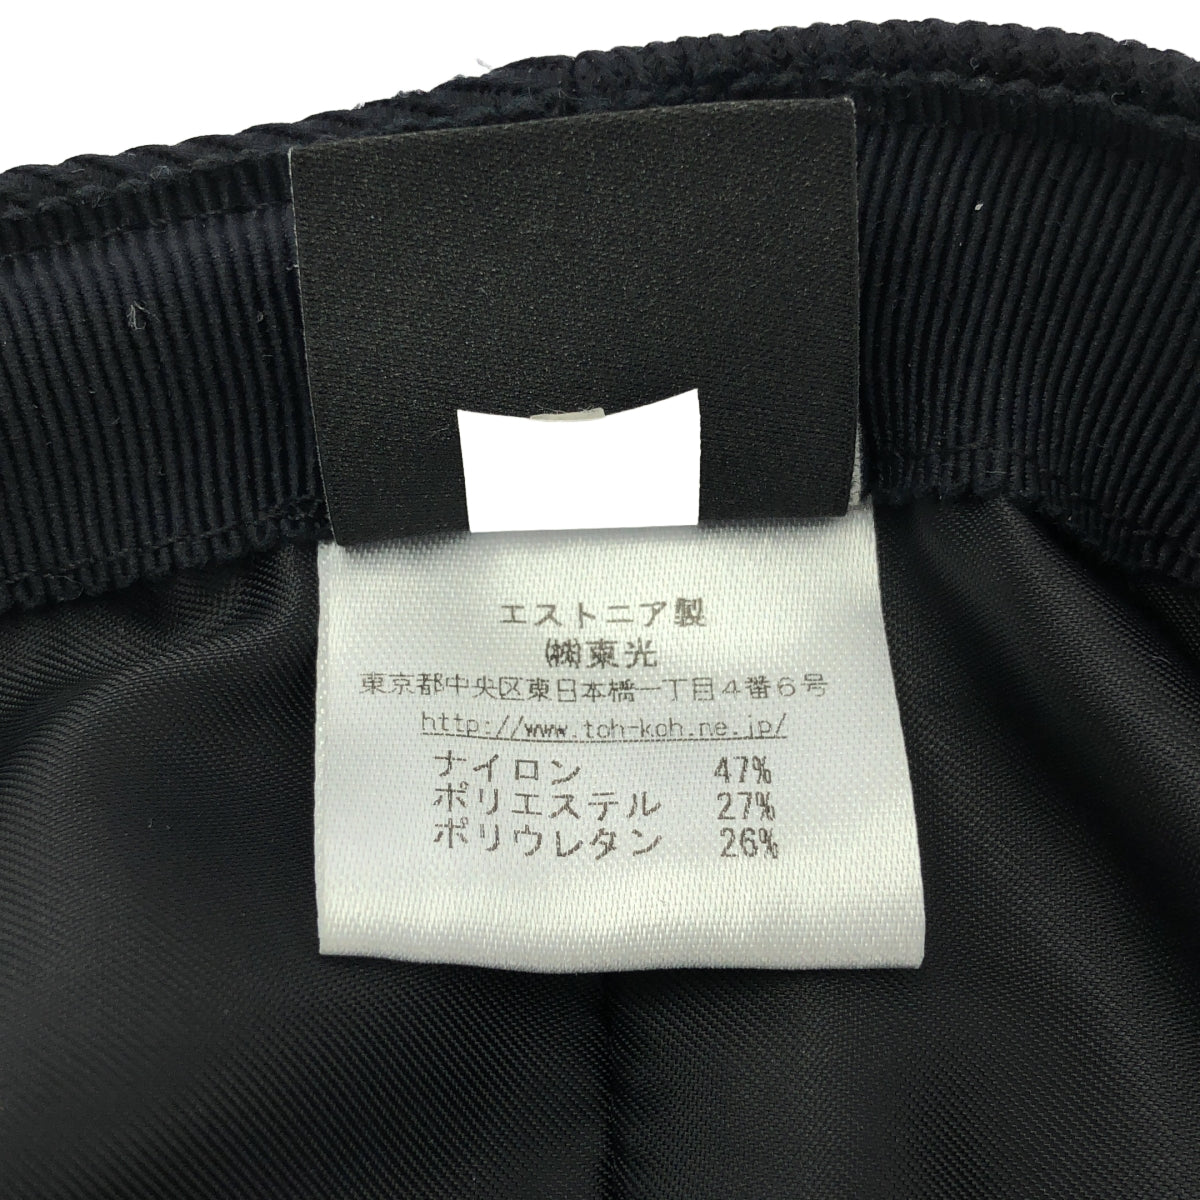 エストニア製
㈱東光
東京都中央区東日本橋一丁目4番6号
http://www.toh-koh.ne.jp/
ナイロン 47%
ポリエステル 27%
ポリウレタン 26%